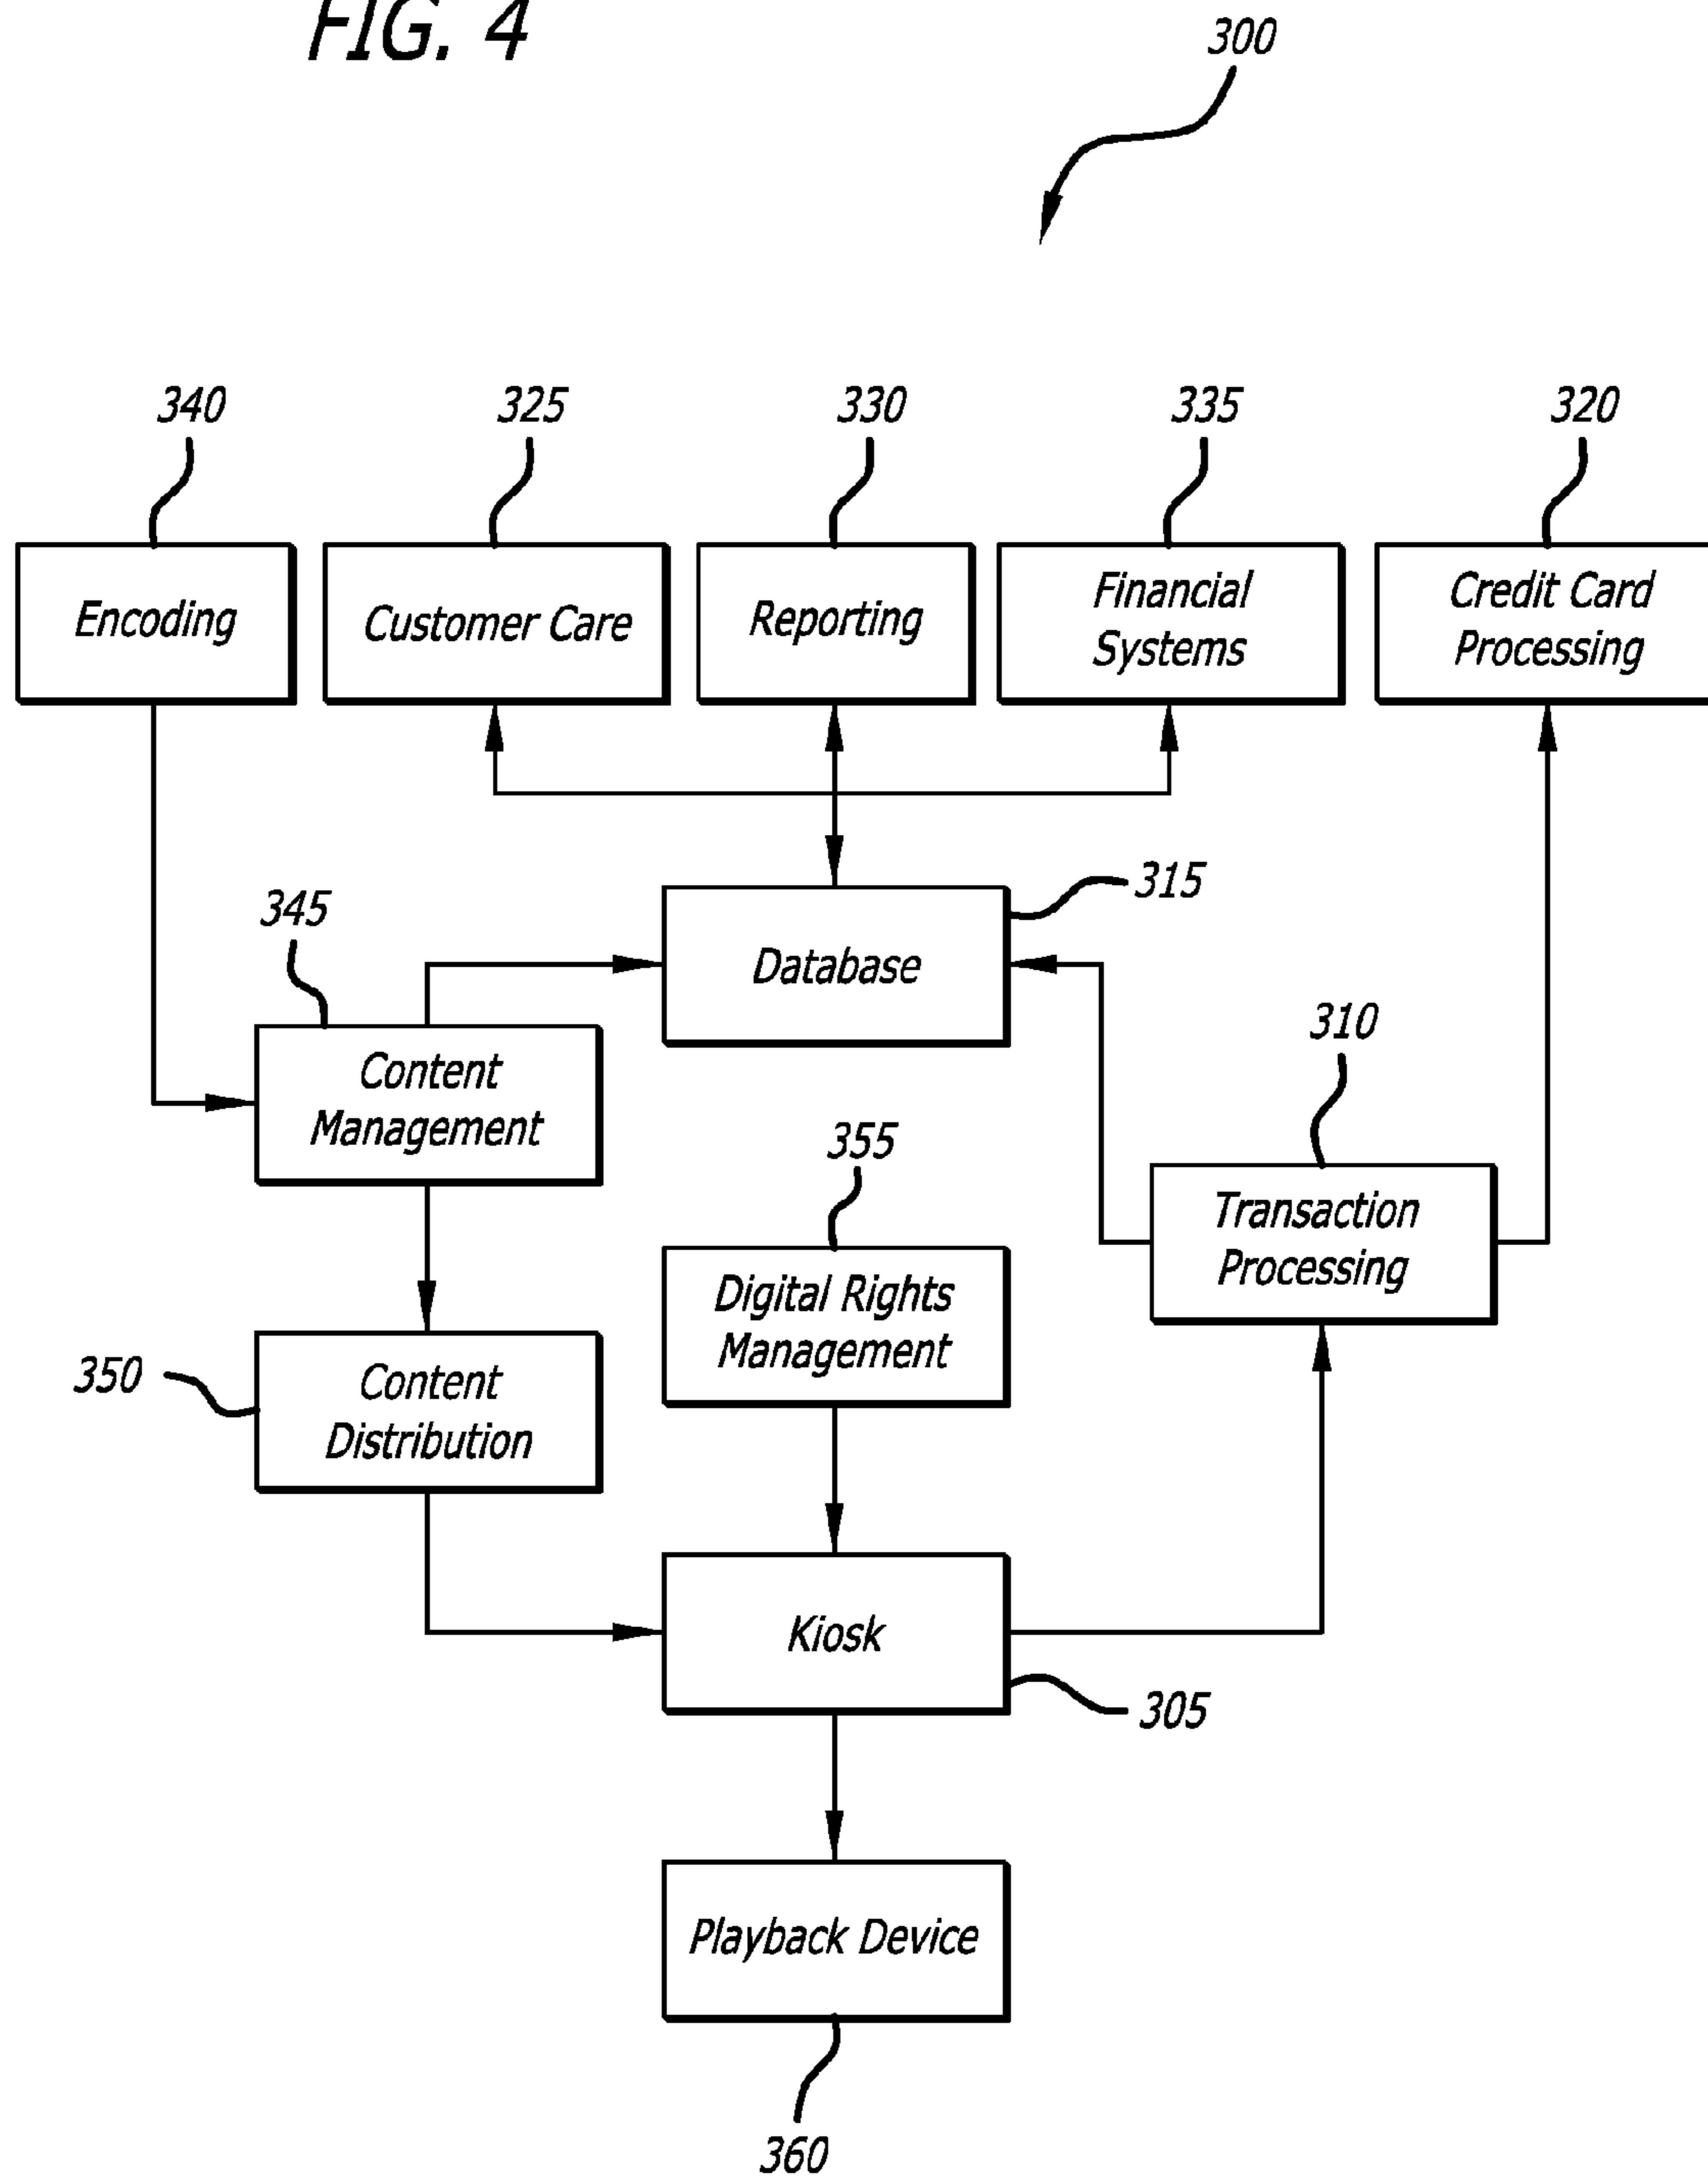 FIG. 4
300
340
325
330
335
320
Encoding
Customer Care
Reporting
Financial
Systems
Credit Card
Processing
315
Database
345
Content
Management
310
Transaction
Processing
355
Digital Rights
Management
350
Content
Distribution
Kiosk
305
Playback Device
360